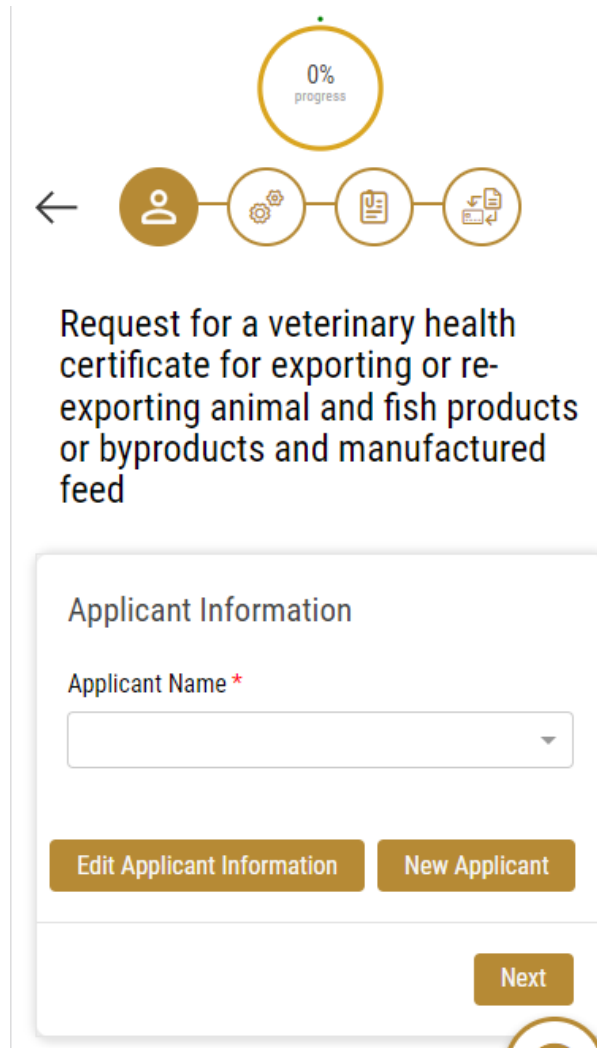 0%
progress
Request for a veterinary health
certificate for exporting or re-
exporting animal and fish products
or byproducts and manufactured
feed
Applicant Information
Applicant Name *
Edit Applicant Information
New Applicant
Next